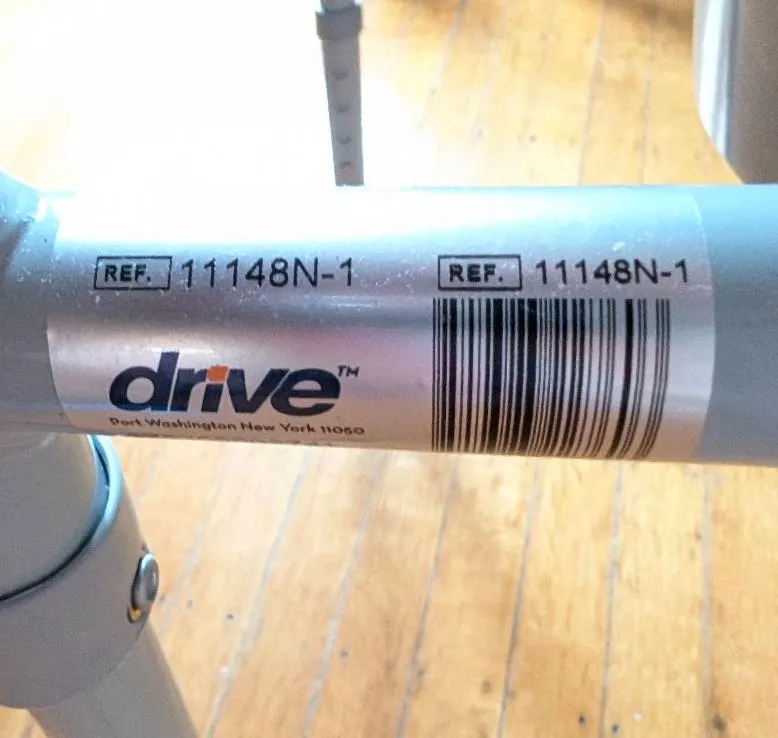 REF. 11148N-1
drive™
Port Washington New York 11050
REF. 11148N-1